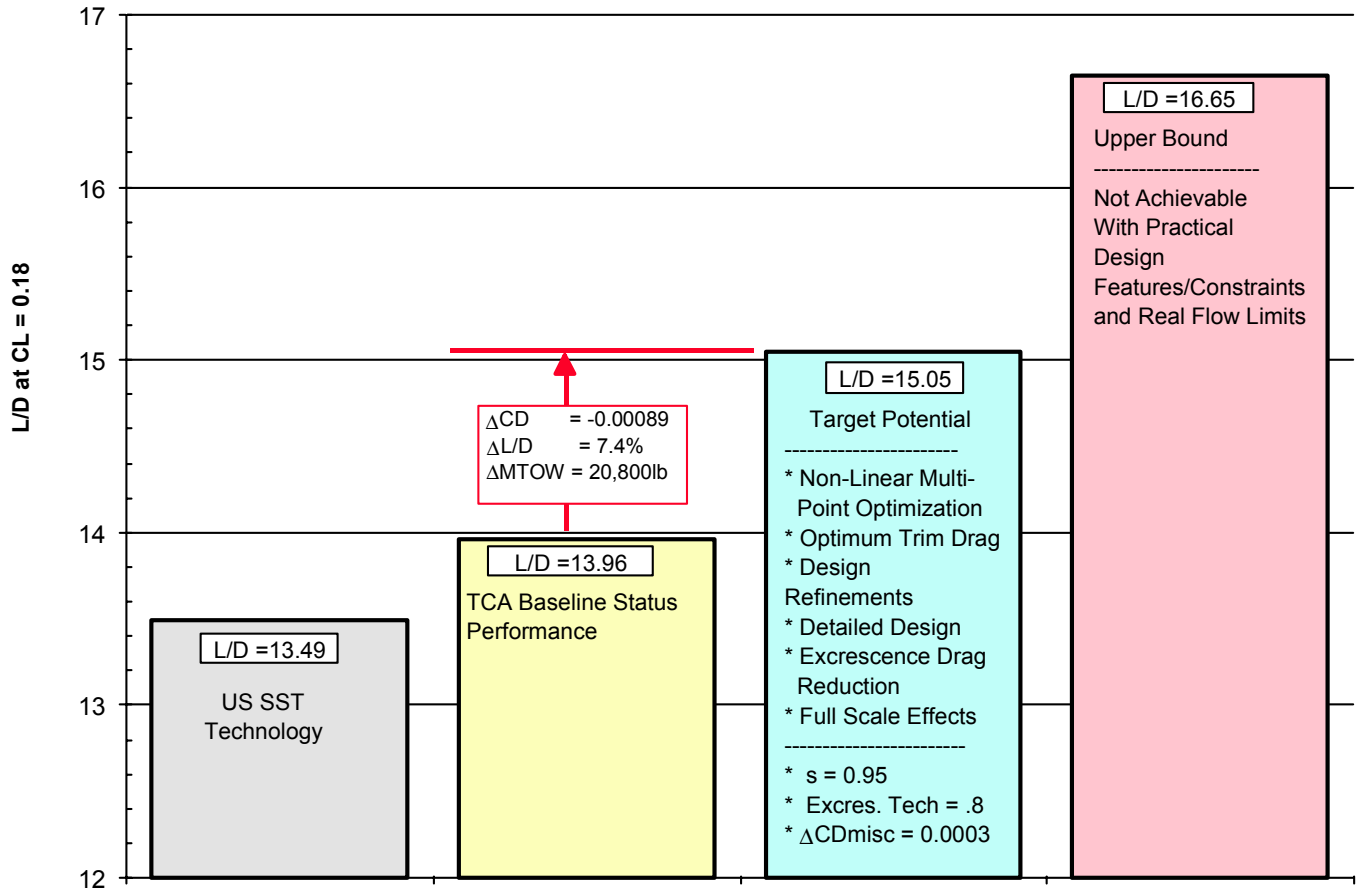 17
16
15
14
13
12
L/D at CL = 0.18
L/D =13.49
US SST
Technology
L/D =13.96
TCA Baseline Status
Performance
∆CD = -0.00089
∆L/D = 7.4%
∆MTOW = 20,800lb
L/D =15.05
Target Potential
-----------------------
* Non-Linear Multi-
Point Optimization
* Optimum Trim Drag
* Design
Refinements
* Detailed Design
* Excrescence Drag
Reduction
* Full Scale Effects
------------------------
* s = 0.95
* Excres. Tech = .8
* ∆CDmisc = 0.0003
L/D =16.65
Upper Bound
----------------------
Not Achievable
With Practical
Design
Features/Constraints
and Real Flow Limits